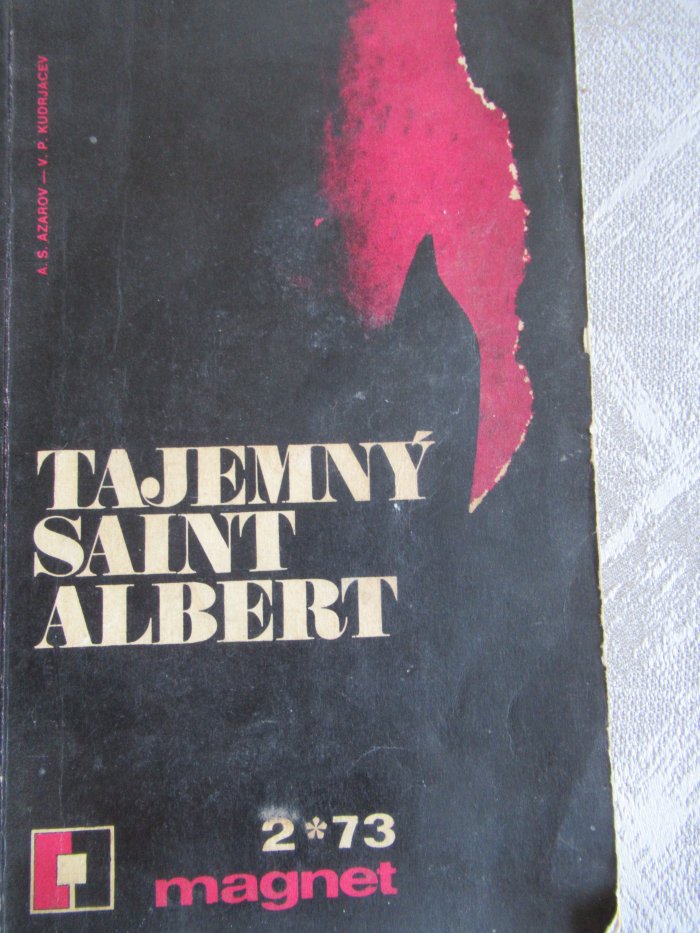 A. S. AZAROV — V. P. KUDRJACEV
TAJEMNÝ
SAINT
ALBERT
2*73
magnet